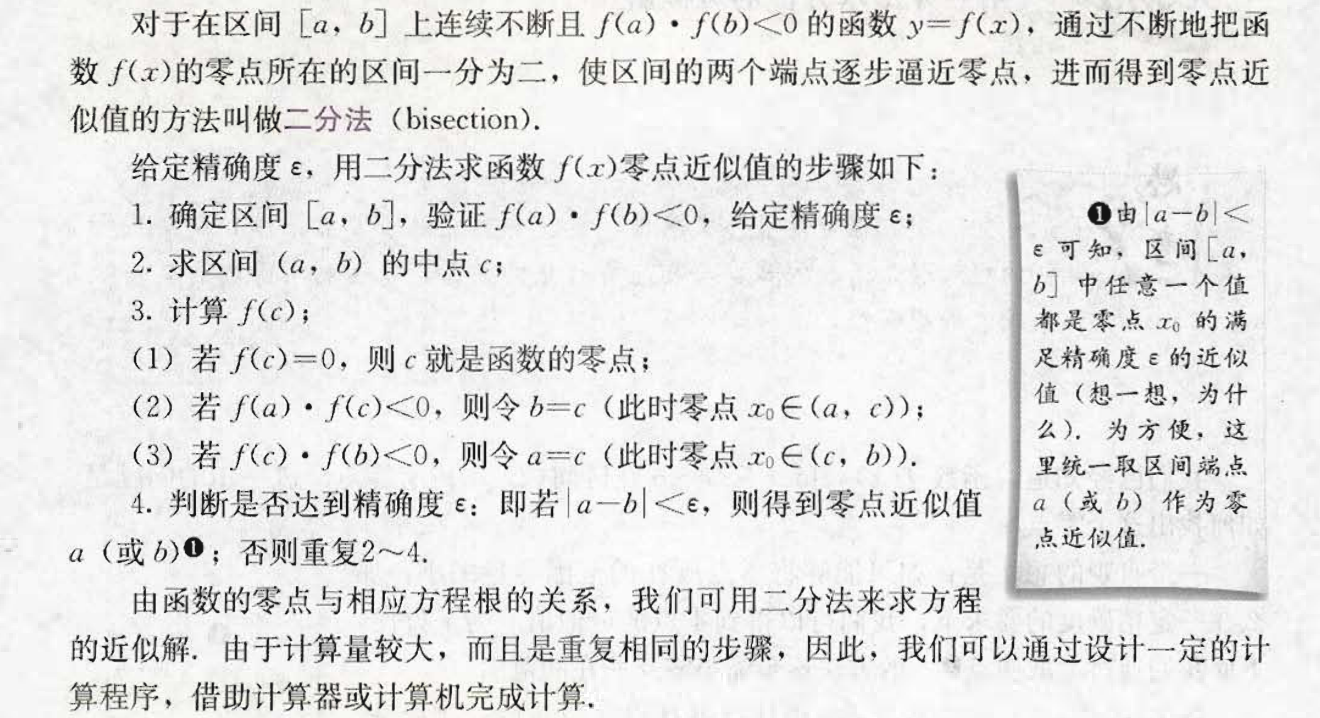 对于在区间［a，b］上连续不断且 f(a)·f(b)<0 的函数 y=f(x)，通过不断地把函
数 f(x)的零点所在的区间一分为二，使区间的两个端点逐步逼近零点，进而得到零点近
似值的方法叫做二分法（bisection）.
给定精确度 ε，用二分法求函数 f(x)零点近似值的步骤如下：
1. 确定区间［a，b］，验证 f(a)·f(b)<0，给定精确度 ε；
2. 求区间（a，b）的中点 c；
3. 计算 f(c)；
（1）若 f(c)=0，则 c 就是函数的零点；
（2）若 f(a)·f(c)<0，则令 b=c（此时零点 x₀∈(a，c)）；
（3）若 f(c)·f(b)<0，则令 a=c（此时零点 x₀∈(c，b)）.
4. 判断是否达到精确度 ε：即若|a−b|<ε，则得到零点近似值
a（或 b)❶；否则重复2～4.
由函数的零点与相应方程根的关系，我们可用二分法来求方程
的近似解. 由于计算量较大，而且是重复相同的步骤，因此，我们可以通过设计一定的计
算程序，借助计算器或计算机完成计算.
❶由|a−b|<
ε 可知，区间［a，
b］中任意一个值
都是零点 x₀ 的满
足精确度 ε 的近似
值（想一想，为什
么）. 为方便，这
里统一取区间端点
a（或 b）作为零
点近似值.